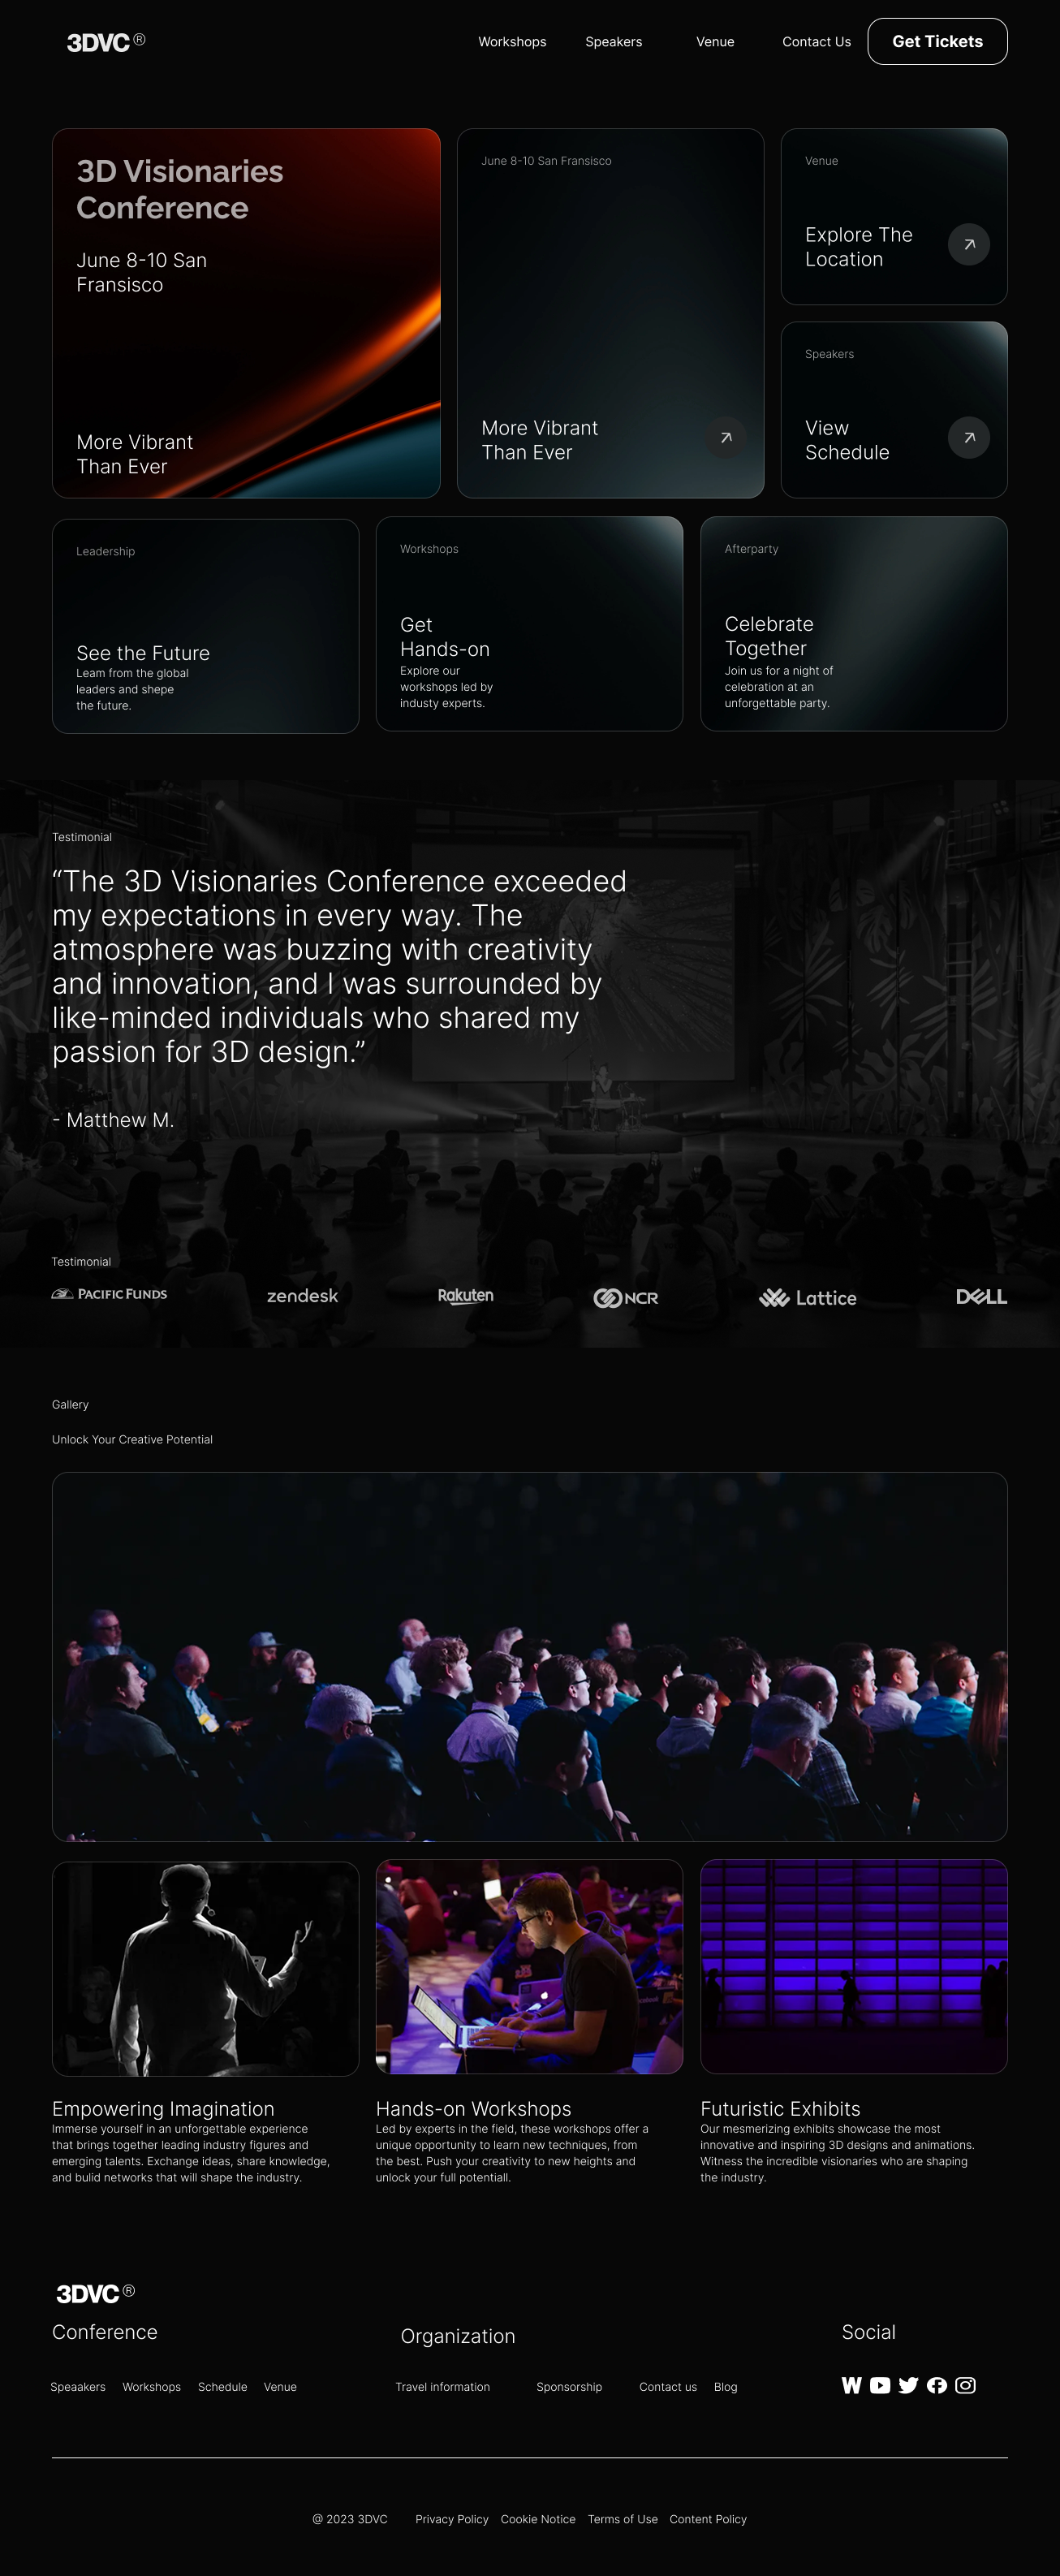 3DVC®
Workshops
Speakers
Venue
Contact Us
Get Tickets
3D Visionaries
Conference
June 8-10 San
Fransisco
More Vibrant
Than Ever
June 8-10 San Fransisco
More Vibrant
Than Ever
Venue
Explore The
Location
Speakers
View
Schedule
Leadership
See the Future
Leam from the global
leaders and shepe
the future.
Workshops
Get
Hands-on
Explore our
workshops led by
industy experts.
Afterparty
Celebrate
Together
Join us for a night of
celebration at an
unforgettable party.
Testimonial
“The 3D Visionaries Conference exceeded
my expectations in every way. The
atmosphere was buzzing with creativity
and innovation, and I was surrounded by
like-minded individuals who shared my
passion for 3D design.”
- Matthew M.
Testimonial
PACIFIC FUNDS
zendesk
Rakuten
NCR
Lattice
DELL
Gallery
Unlock Your Creative Potential
Empowering Imagination
Immerse yourself in an unforgettable experience
that brings together leading industry figures and
emerging talents. Exchange ideas, share knowledge,
and bulid networks that will shape the industry.
Hands-on Workshops
Led by experts in the field, these workshops offer a
unique opportunity to learn new techniques, from
the best. Push your creativity to new heights and
unlock your full potentiall.
Futuristic Exhibits
Our mesmerizing exhibits showcase the most
innovative and inspiring 3D designs and animations.
Witness the incredible visionaries who are shaping
the industry.
3DVC®
Conference
Organization
Social
Speaakers
Workshops
Schedule
Venue
Travel information
Sponsorship
Contact us
Blog
W
@ 2023 3DVC
Privacy Policy
Cookie Notice
Terms of Use
Content Policy